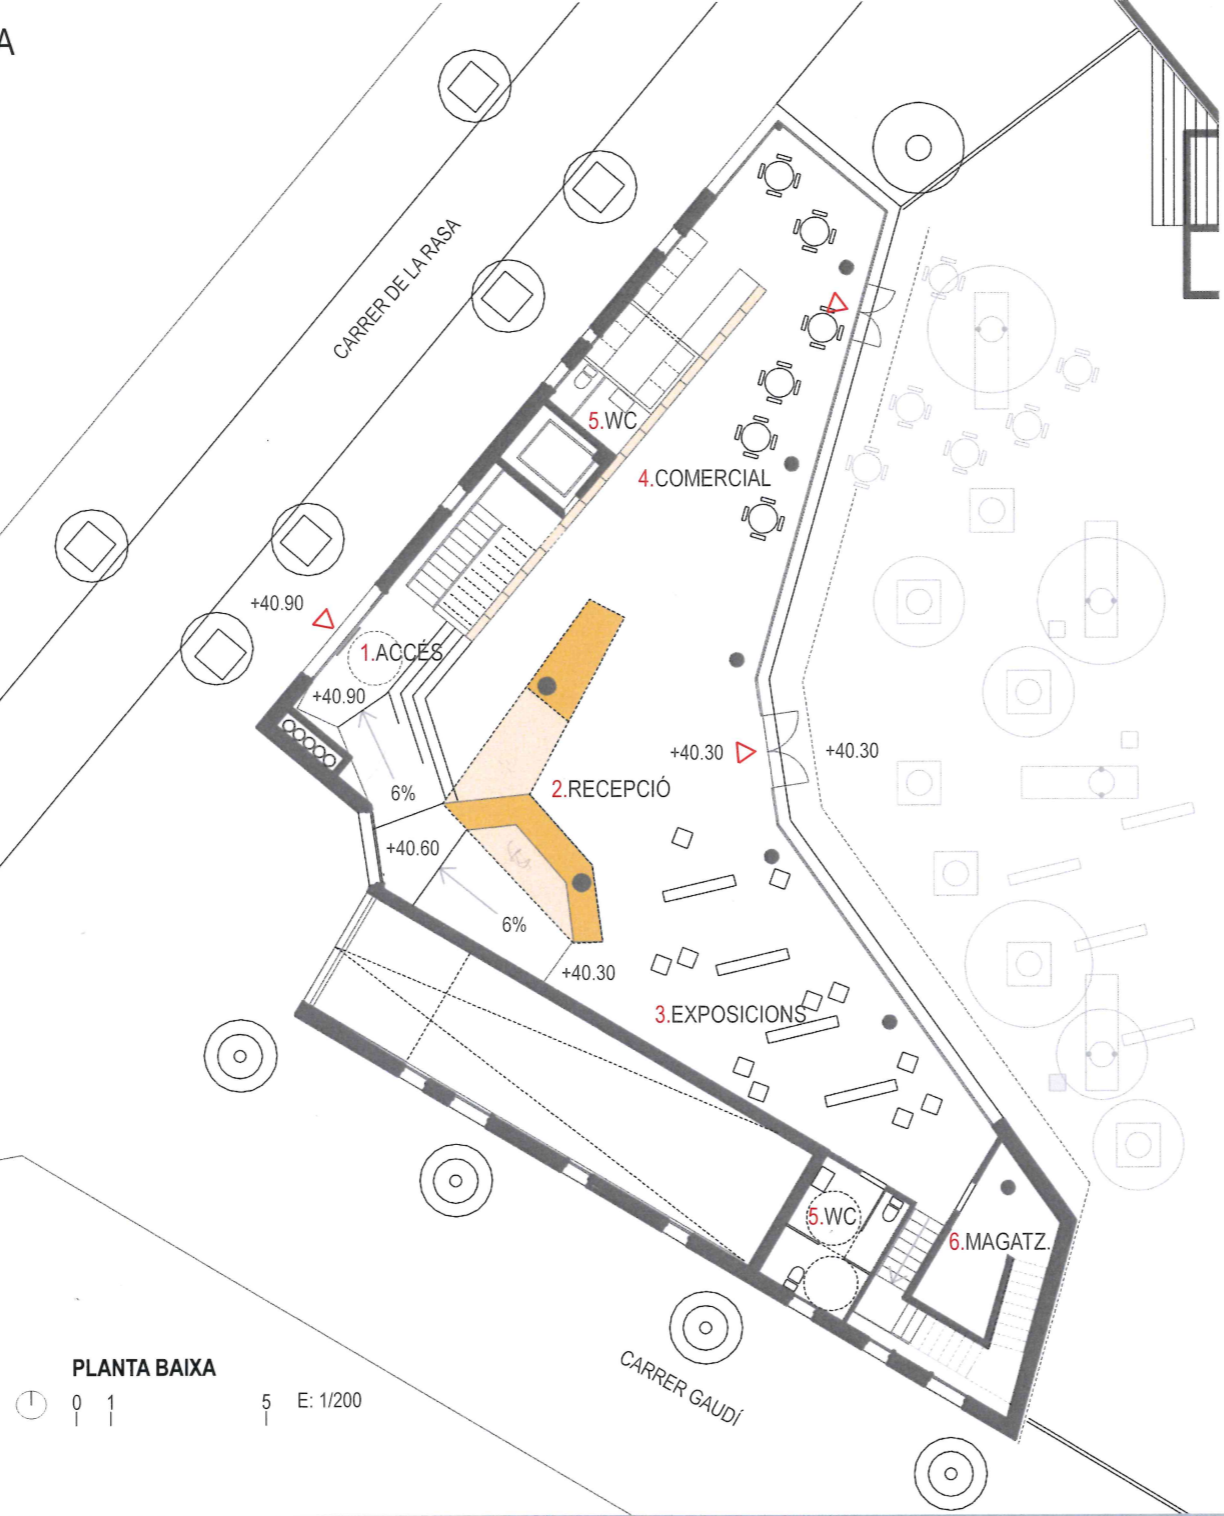 A
CARRER DE LA RASA
5.WC
4.COMERCIAL
+40.90
1.ACCÉS
+40.90
+40.30
+40.30
6%
2.RECEPCIÓ
+40.60
6%
+40.30
3.EXPOSICIONS
5.WC
6.MAGATZ.
CARRER GAUDÍ
PLANTA BAIXA
0 1 5 E: 1/200